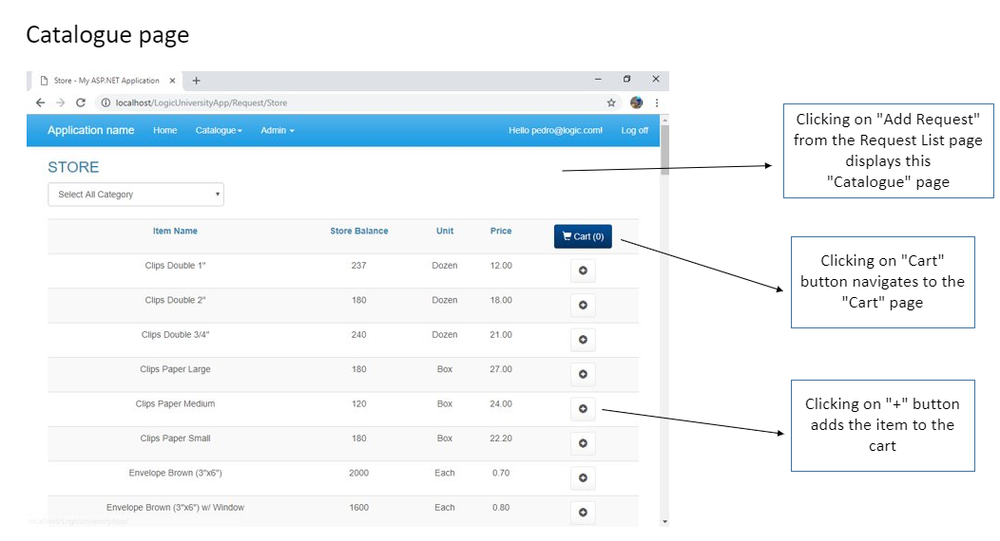 Catalogue page
Store - My ASP.NET Application
localhost/LogicUniversityApp/Request/Store
Application name Home Catalogue Admin Hello pedro@logic.com! Log off
STORE
Select All Category
Item Name Store Balance Unit Price Cart (0)
Clips Double 1" 237 Dozen 12.00
Clips Double 2" 180 Dozen 18.00
Clips Double 3/4" 240 Dozen 21.00
Clips Paper Large 180 Box 27.00
Clips Paper Medium 120 Box 24.00
Clips Paper Small 180 Box 22.20
Envelope Brown (3"x6") 2000 Each 0.70
Envelope Brown (3"x6") w/ Window 1600 Each 0.80
localhost/LogicUniversityApp/
Clicking on "Add Request"
from the Request List page
displays this
"Catalogue" page
Clicking on "Cart"
button navigates to the
"Cart" page
Clicking on "+" button
adds the item to the
cart